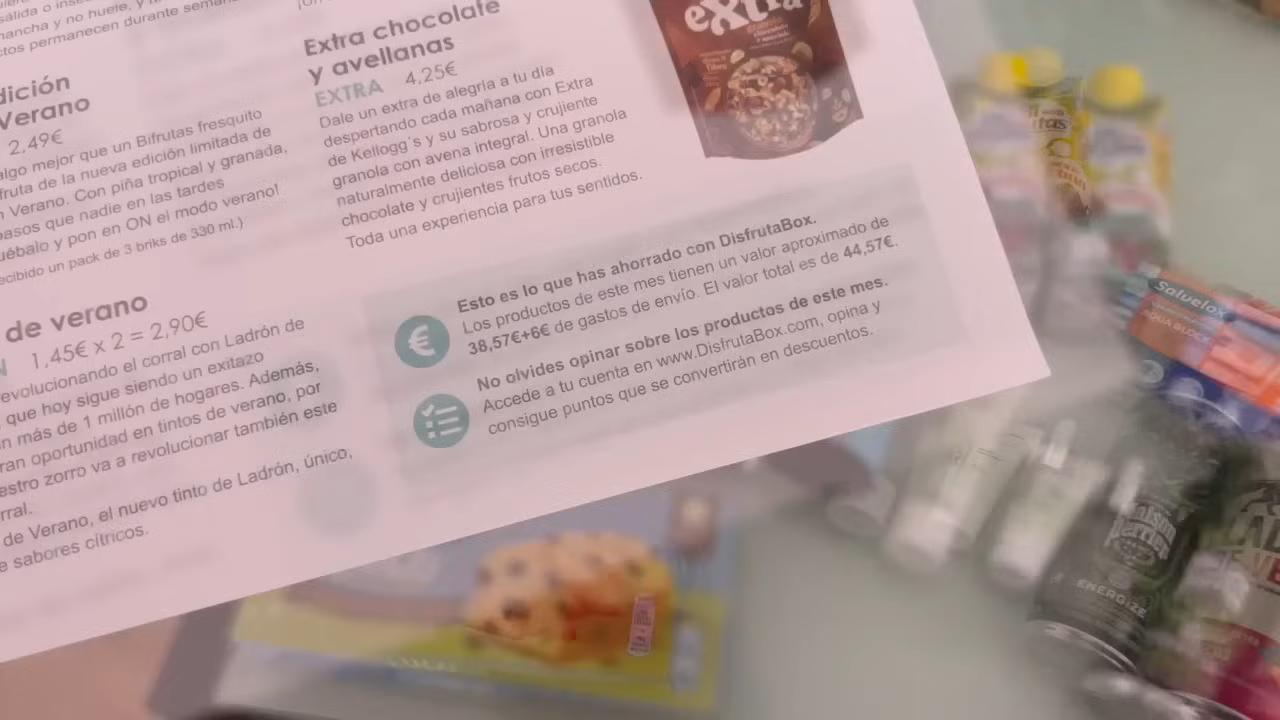 sálida o
mancha y no huele, y
ctos permanecen durante
dición
Verano
2,49€
algo mejor que un Bifrutas fresquito
fruta de la nueva edición limitada de
Verano. Con piña tropical y granada,
pasos que nadie en las tardes
uébalo y pon en ON el modo verano!
ecibido un pack de 3 briks de 330 ml.)
de verano
N 1,45€ x 2 = 2,90€
evolucionando el corral con Ladrón de
que hoy sigue siendo un exitazo
n más de 1 millón de hogares. Además,
ran oportunidad en tintos de verano, por
estro zorro va a revolucionar también este
rral.
de Verano, el nuevo tinto de Ladrón, único,
e sabores cítricos.
Extra chocolate
y avellanas
EXTRA 4,25€
Dale un extra de alegría a tu día
despertando cada mañana con Extra
de Kellogg´s y su sabrosa y crujiente
granola con avena integral. Una granola
naturalmente deliciosa con irresistible
chocolate y crujientes frutos secos.
Toda una experiencia para tus sentidos.
extra
€
Esto es lo que has ahorrado con DisfrutaBox.
Los productos de este mes tienen un valor aproximado de
38,57€+6€ de gastos de envío. El valor total es de 44,57€.
No olvides opinar sobre los productos de este mes.
Accede a tu cuenta en www.DisfrutaBox.com, opina y
consigue puntos que se convertirán en descuentos.
Saluelox
AQUA BLOCK
ENERGIZE